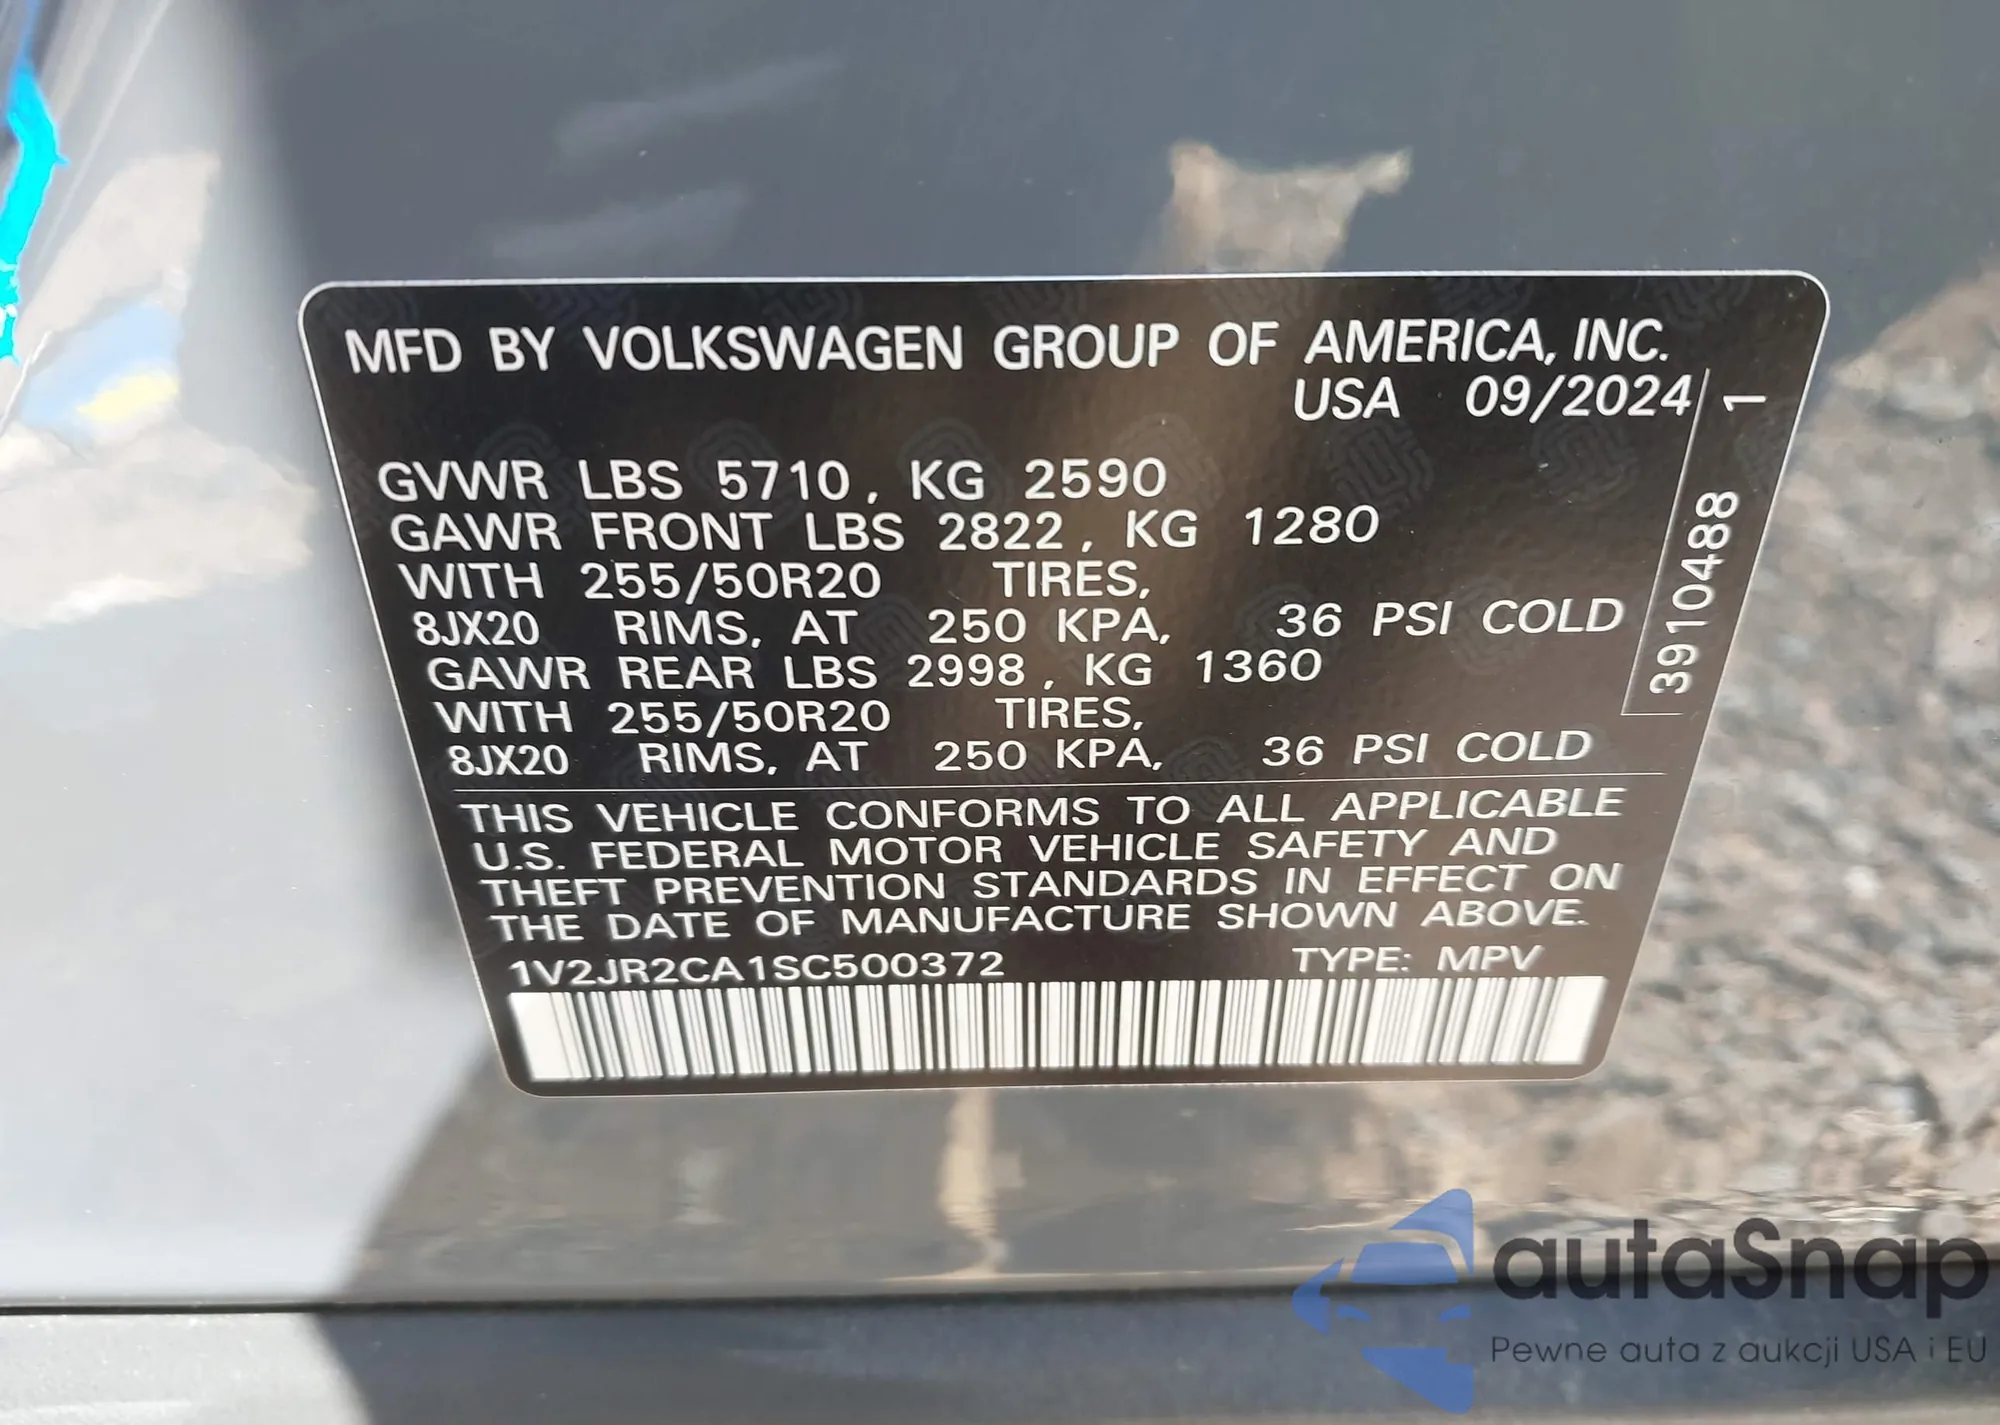 MFD BY VOLKSWAGEN GROUP OF AMERICA, INC.
USA 09/2024
GVWR LBS 5710, KG 2590
GAWR FRONT LBS 2822, KG 1280
WITH 255/50R20 TIRES,
8JX20 RIMS, AT 250 KPA, 36 PSI COLD
GAWR REAR LBS 2998, KG 1360
WITH 255/50R20 TIRES,
8JX20 RIMS, AT 250 KPA, 36 PSI COLD
3910488 1
THIS VEHICLE CONFORMS TO ALL APPLICABLE
U.S. FEDERAL MOTOR VEHICLE SAFETY AND
THEFT PREVENTION STANDARDS IN EFFECT ON
THE DATE OF MANUFACTURE SHOWN ABOVE.
1V2JR2CA1SC500372 TYPE: MPV
autaSnap
Pewne auta z aukcji USA i EU